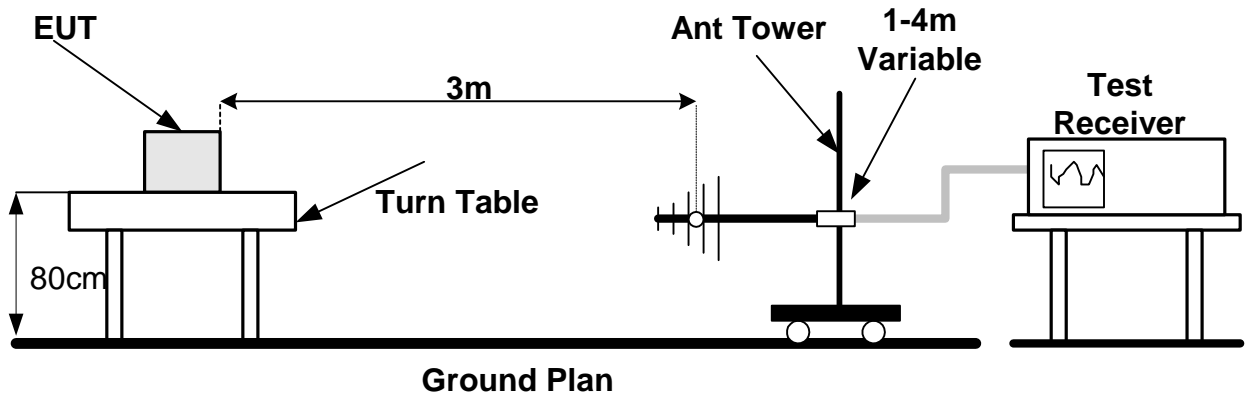 EUT
Ant Tower
1-4m
Variable
3m
Test
Receiver
Turn Table
80cm
Ground Plan